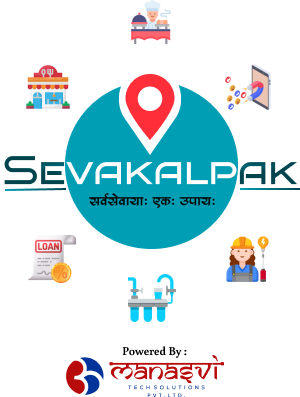 LOAN
SEVAKALPAK
सर्वसेवायाः एकः उपायः
Powered By :
manasvi
TECH SOLUTIONS
PVT. LTD.